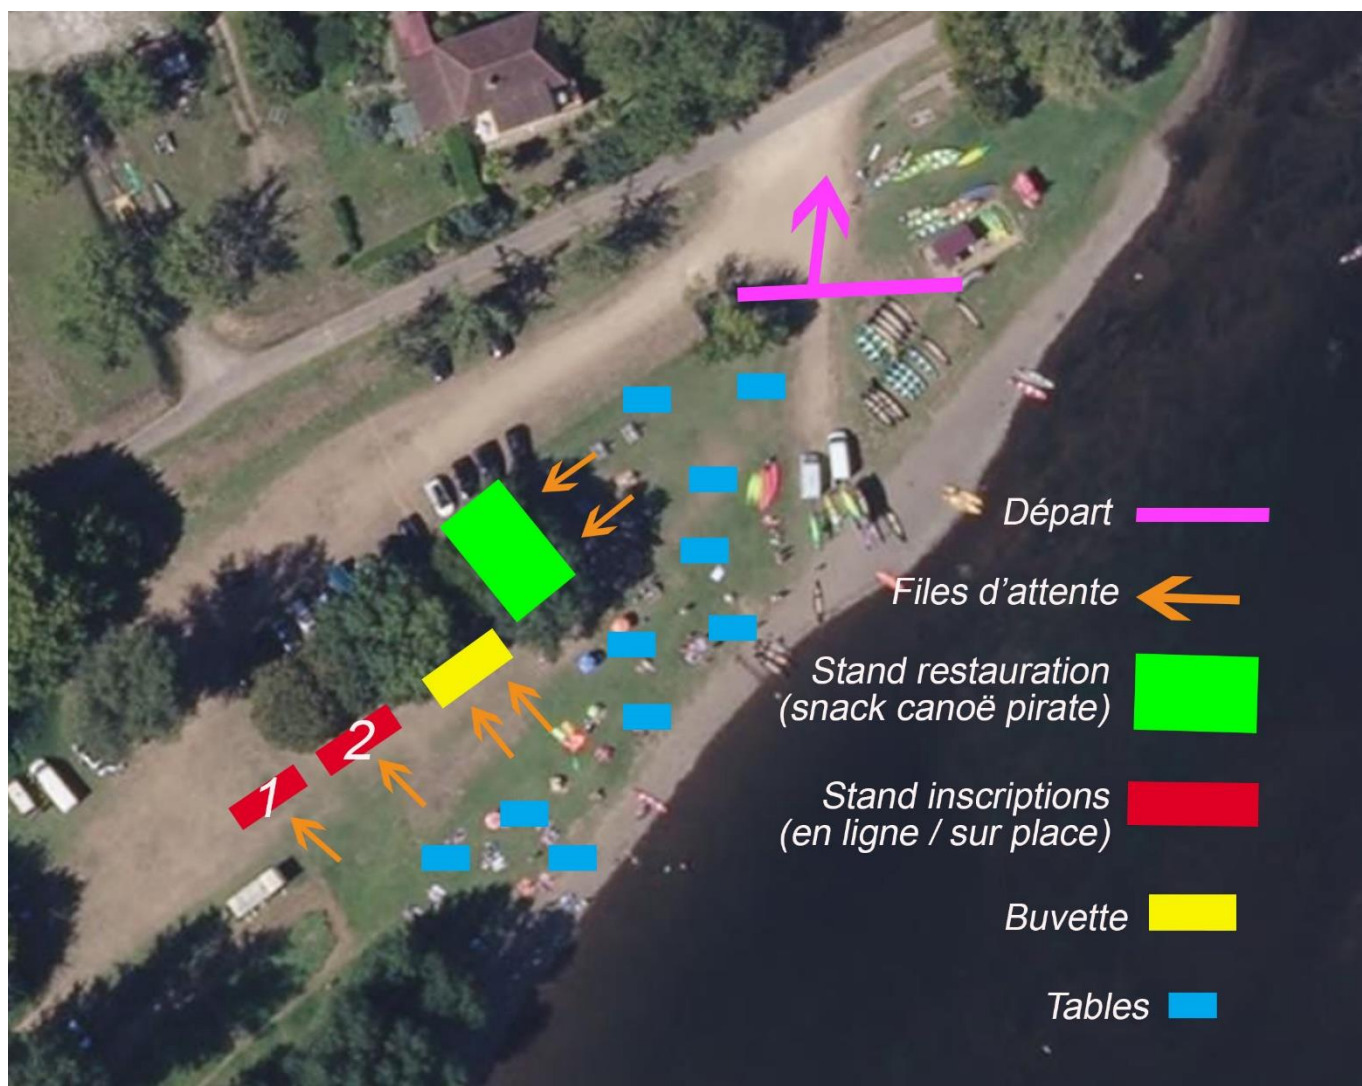 Départ
Files d'attente
Stand restauration
(snack canoë pirate)
2
1
Stand inscriptions
(en ligne / sur place)
Buvette
Tables